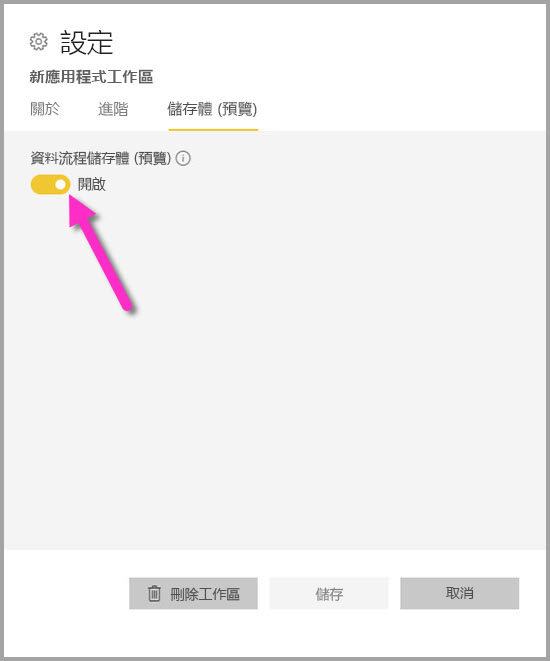 設定
新應用程式工作區
關於 進階 儲存體 (預覽)
資料流程儲存體 (預覽)
開啟
刪除工作區 儲存 取消